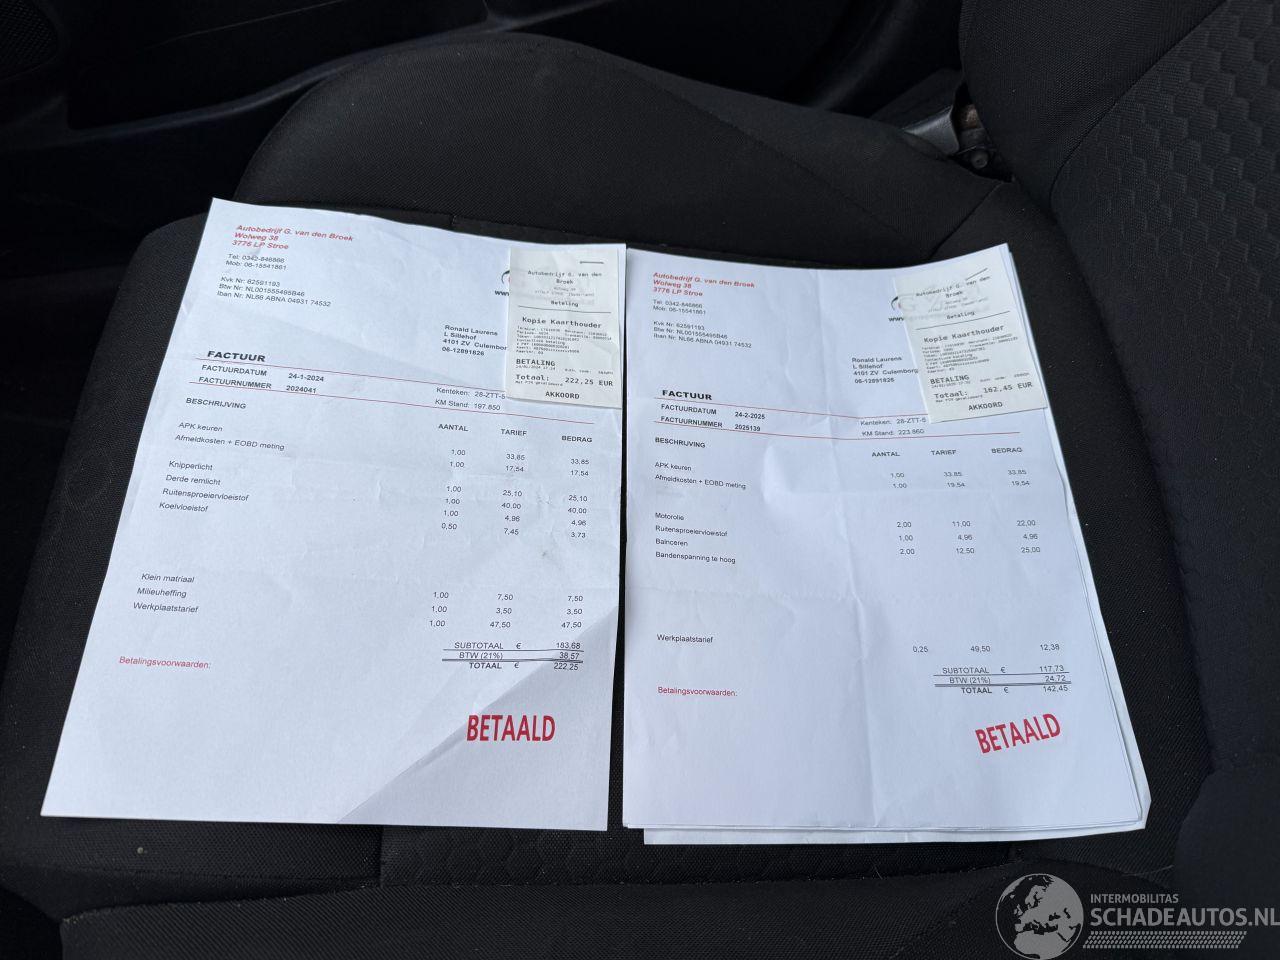 Autobedrijf G. van den Broek
Wolweg 38
3776 LP Stroe
Tel: 0342-846866
Mob: 06-15541861
Kvk Nr: 62591193
Btw Nr: NL001555495B46
Iban Nr: NL66 ABNA 04931 74532
Ronald Laurens
L Sillehof
4101 ZV Culemborg
06-12891826
FACTUUR
FACTUURDATUM 24-1-2024
FACTUURNUMMER 2024041
Kenteken: 28-ZTT-5
KM Stand: 197.850
BESCHRIJVING AANTAL TARIEF BEDRAG
APK keuren 1,00 33,85 33,85
Afmeldkosten + EOBD meting 1,00 17,54 17,54
Knipperlicht 1,00 25,10 25,10
Derde remlicht 1,00 40,00 40,00
Ruitensproeiervloeistof 1,00 4,96 4,96
Koelvloeistof 0,50 7,45 3,73
Klein matriaal 1,00 7,50 7,50
Milieuheffing 1,00 3,50 3,50
Werkplaatstarief 1,00 47,50 47,50
SUBTOTAAL € 183,68
BTW (21%) 38,57
TOTAAL € 222,25
Betalingsvoorwaarden:
BETAALD
Autobedrijf G. van den
Broek
Betaling
Kopie Kaarthouder
BETALING
Totaal: 222,25 EUR
AKKOORD
Autobedrijf G. van den Broek
Wolweg 38
3776 LP Stroe
Tel: 0342-846866
Mob: 06-15541861
Kvk Nr: 62591193
Btw Nr: NL001555495B46
Iban Nr: NL66 ABNA 04931 74532
Ronald Laurens
L Sillehof
4101 ZV Culemborg
06-12891826
FACTUUR
FACTUURDATUM 24-2-2025
FACTUURNUMMER 2025139
Kenteken: 28-ZTT-5
KM Stand: 223.860
BESCHRIJVING AANTAL TARIEF BEDRAG
APK keuren 1,00 33,85 33,85
Afmeldkosten + EOBD meting 1,00 19,54 19,54
Motorolie 2,00 11,00 22,00
Ruitensproeiervloeistof 1,00 4,96 4,96
Balnceren 2,00 12,50 25,00
Bandenspanning te hoog
Werkplaatstarief 0,25 49,50 12,38
SUBTOTAAL € 117,73
BTW (21%) 24,72
TOTAAL € 142,45
Betalingsvoorwaarden:
BETAALD
Autobedrijf G. van den
Broek
Betaling
Kopie Kaarthouder
BETALING
Totaal: 162,45 EUR
AKKOORD
INTERMOBILITAS
SCHADEAUTOS.NL